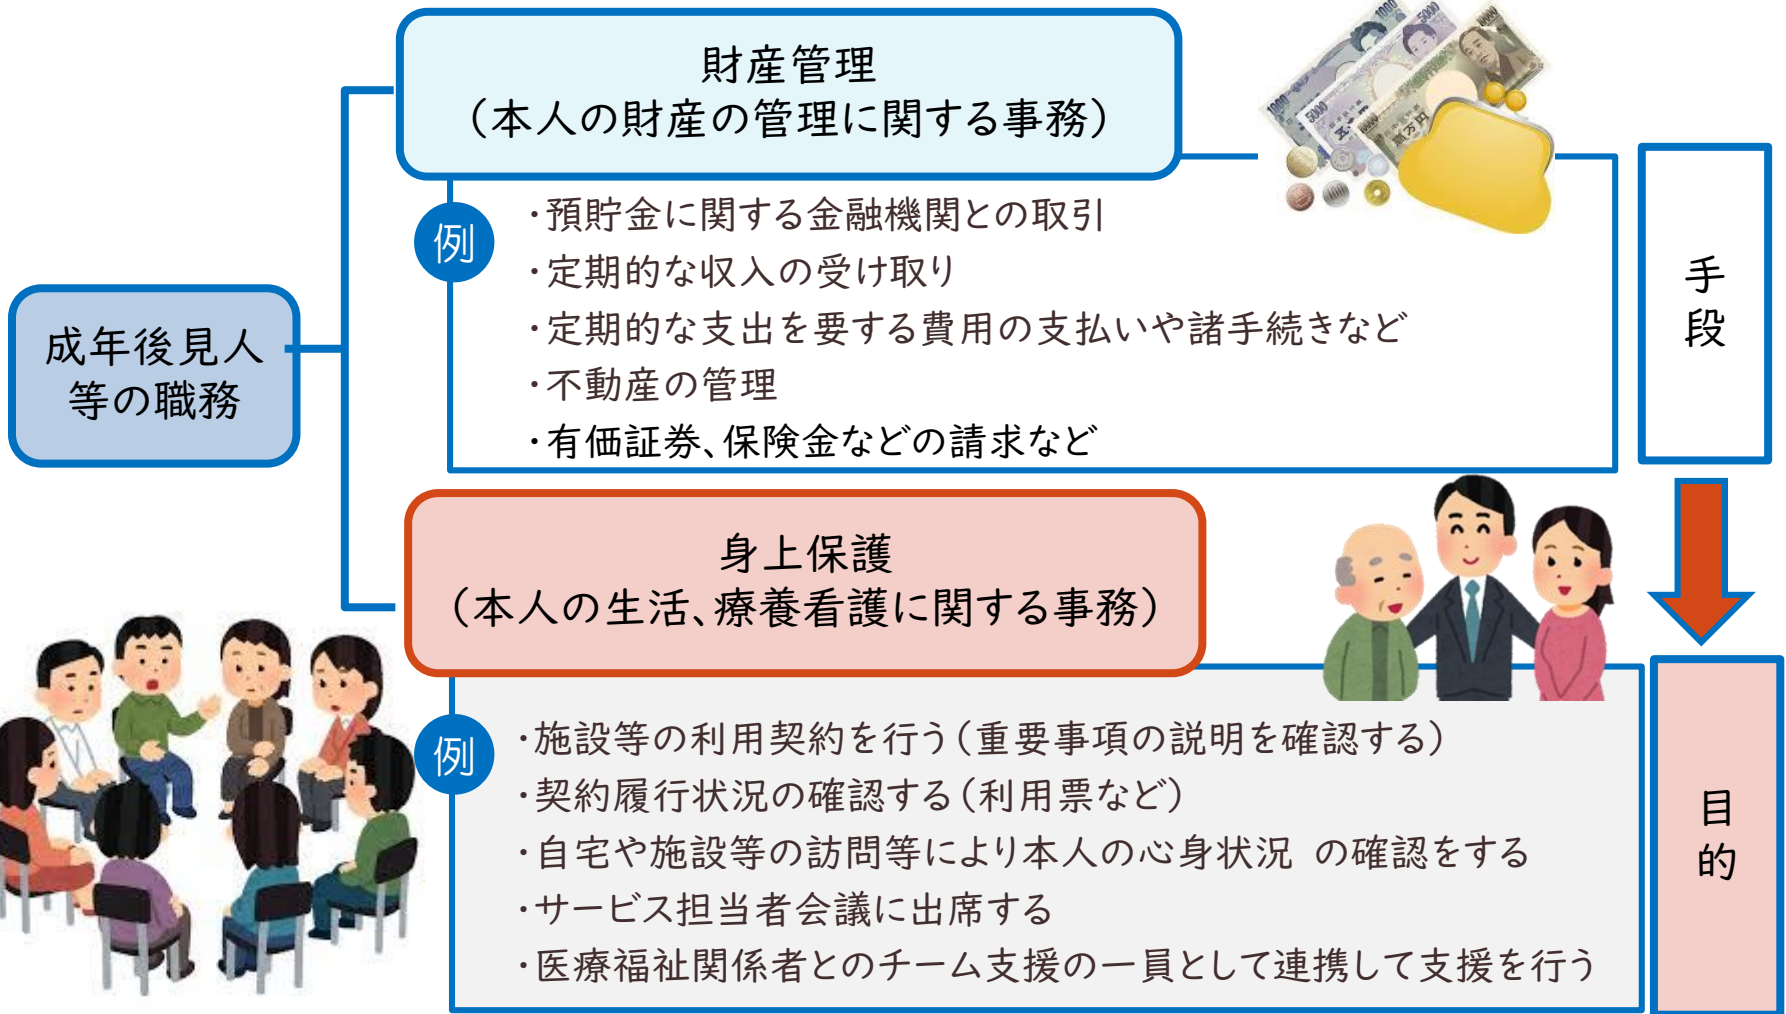 財産管理
（本人の財産の管理に関する事務）
例
・預貯金に関する金融機関との取引
・定期的な収入の受け取り
・定期的な支出を要する費用の支払いや諸手続きなど
・不動産の管理
・有価証券、保険金などの請求など
手段
成年後見人
等の職務
身上保護
（本人の生活、療養看護に関する事務）
例
・施設等の利用契約を行う（重要事項の説明を確認する）
・契約履行状況の確認する（利用票など）
・自宅や施設等の訪問等により本人の心身状況 の確認をする
・サービス担当者会議に出席する
・医療福祉関係者とのチーム支援の一員として連携して支援を行う
目的
1000
5000
10000
1000
5000
10000
壱万円